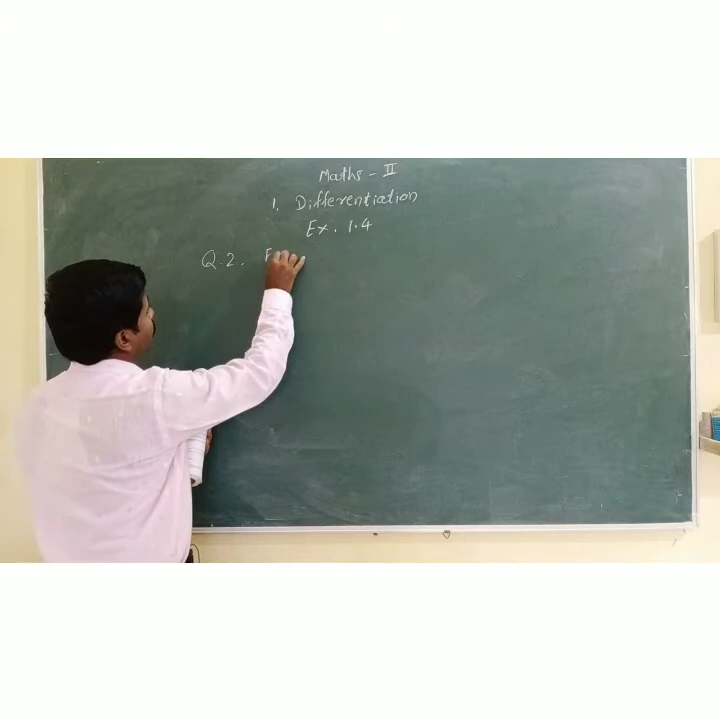 Maths - II
1. Differentiation
Ex. 1.4
Q.2.